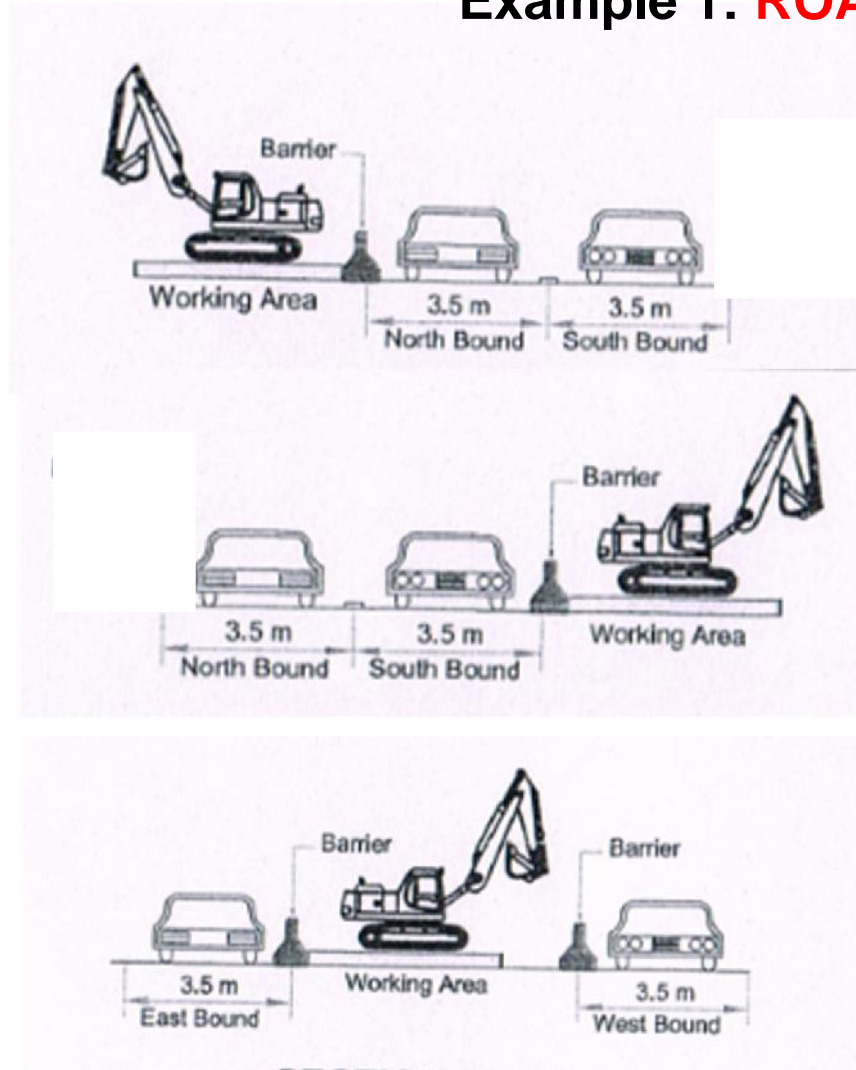 Example 1:
Barrier
Working Area
3.5 m
3.5 m
North Bound
South Bound
Barrier
3.5 m
3.5 m
Working Area
North Bound
South Bound
Barrier
Barrier
3.5 m
Working Area
3.5 m
East Bound
West Bound